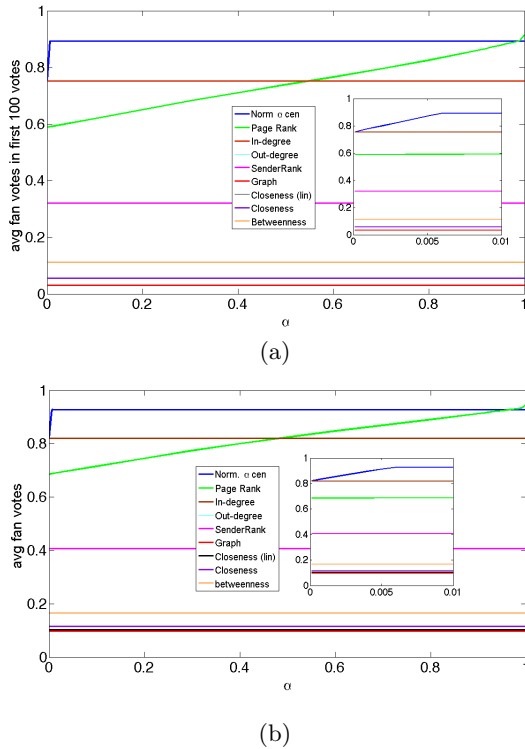 1
0.8
0.6
0.4
0.2
0
avg fan votes in first 100 votes
Norm α cen
Page Rank
In-degree
Out-degree
SenderRank
Graph
Closeness (lin)
Closeness
Betweenness
1
0.8
0.6
0.4
0.2
0
0
0.005
0.01
0
0.2
0.4
0.6
0.8
1
α
(a)
1
0.8
0.6
0.4
0.2
0
avg fan votes
Norm. α cen
Page Rank
In-degree
Out-degree
SenderRank
Graph
Closeness (lin)
Closeness
betweenness
1
0.8
0.6
0.4
0.2
0
0
0.005
0.01
0
0.2
0.4
0.6
0.8
1
α
(b)